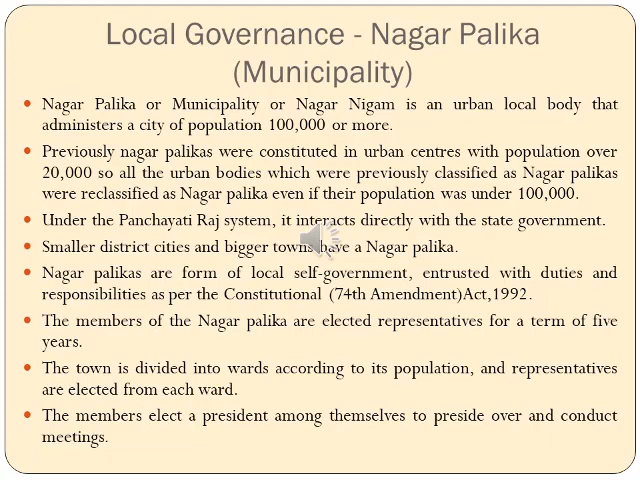 Local Governance - Nagar Palika
(Municipality)
Nagar Palika or Municipality or Nagar Nigam is an urban local body that
administers a city of population 100,000 or more.
Previously nagar palikas were constituted in urban centres with population over
20,000 so all the urban bodies which were previously classified as Nagar palikas
were reclassified as Nagar palika even if their population was under 100,000.
Under the Panchayati Raj system, it interacts directly with the state government.
Smaller district cities and bigger towns have a Nagar palika.
Nagar palikas are form of local self-government, entrusted with duties and
responsibilities as per the Constitutional (74th Amendment)Act,1992.
The members of the Nagar palika are elected representatives for a term of five
years.
The town is divided into wards according to its population, and representatives
are elected from each ward.
The members elect a president among themselves to preside over and conduct
meetings.